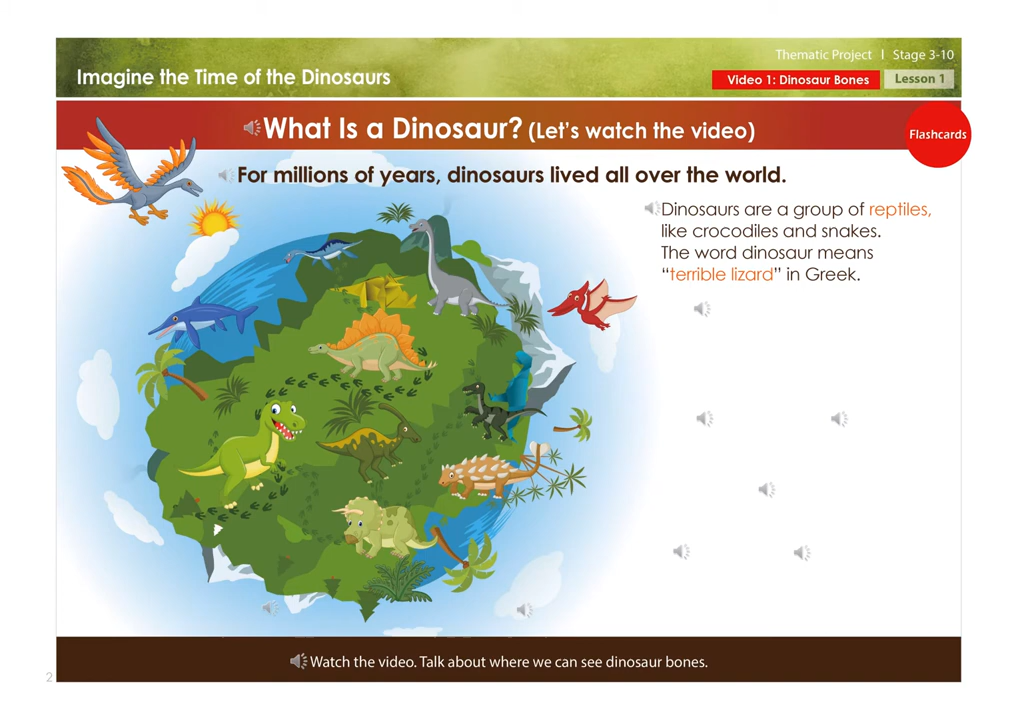 Thematic Project | Stage 3-10
Imagine the Time of the Dinosaurs
Video 1: Dinosaur Bones
Lesson 1
What Is a Dinosaur? (Let's watch the video)
Flashcards
For millions of years, dinosaurs lived all over the world.
Dinosaurs are a group of reptiles,
like crocodiles and snakes.
The word dinosaur means
“terrible lizard” in Greek.
Watch the video. Talk about where we can see dinosaur bones.
2